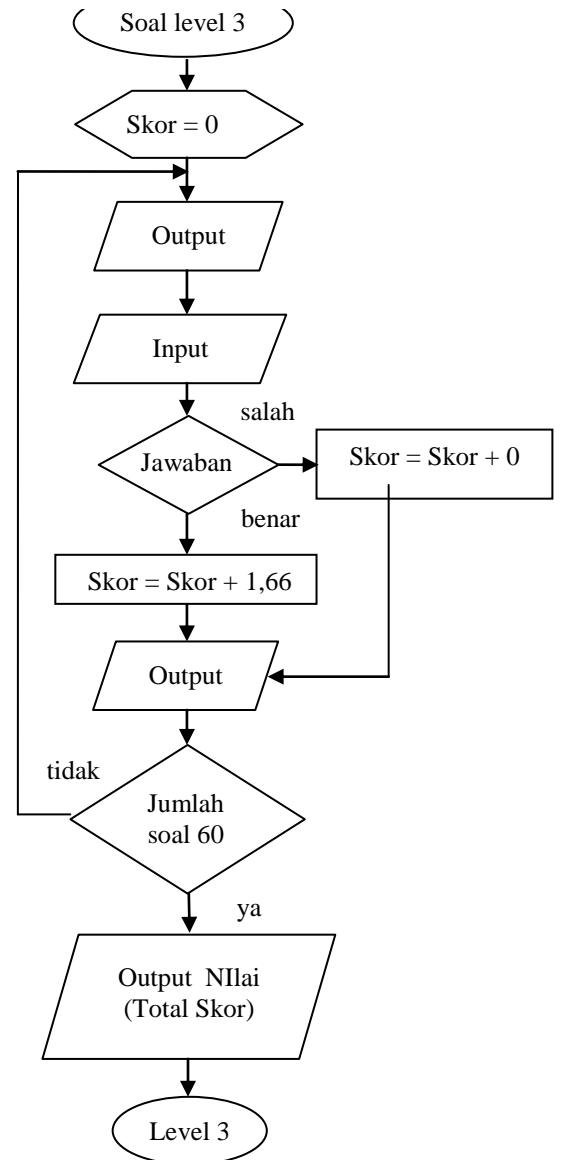 Soal level 3
Skor = 0
Output
Input
salah
Jawaban
Skor = Skor + 0
benar
Skor = Skor + 1,66
Output
tidak
Jumlah
soal 60
ya
Output  NIlai
(Total Skor)
Level 3